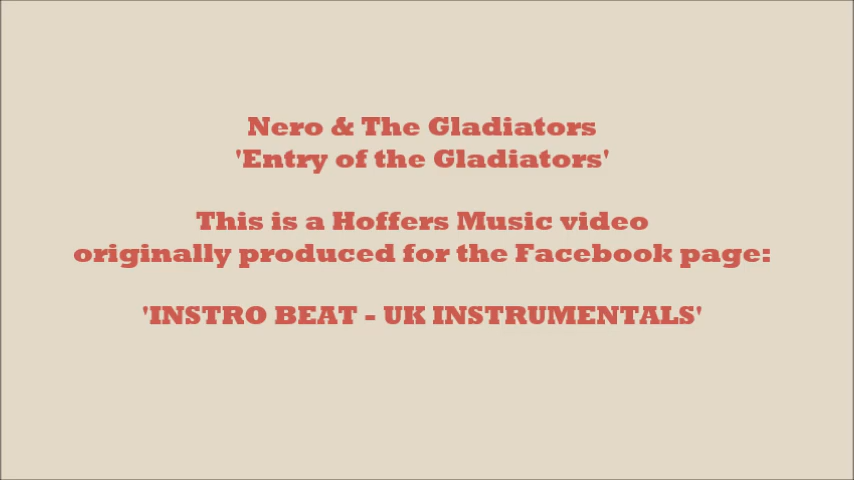 Nero & The Gladiators
'Entry of the Gladiators'
This is a Hoffers Music video
originally produced for the Facebook page:
'INSTRO BEAT - UK INSTRUMENTALS'